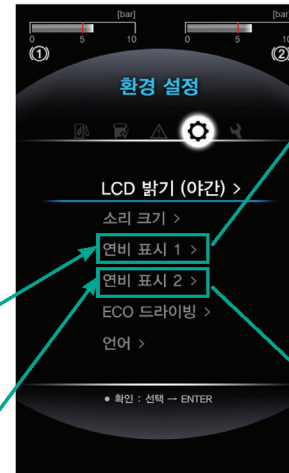 [bar] [bar]
0 5 10 0 5 10
① ②
환경 설정
LCD 밝기 (야간) >
소리 크기 >
연비 표시 1 >
연비 표시 2 >
ECO 드라이빙 >
언어 >
• 확인 : 선택 → ENTER